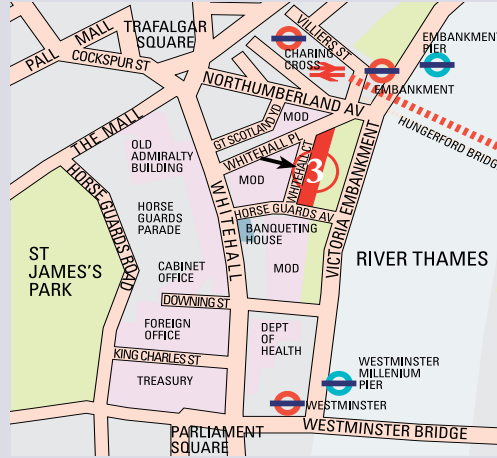 TRAFALGAR
SQUARE
VILLIERS ST
EMBANKMENT
PIER
PALL MALL
COCKSPUR ST
CHARING
CROSS
EMBANKMENT
NORTHUMBERLAND AV
HUNGERFORD BRIDGE
THE MALL
GT SCOTLAND YD
MOD
WHITEHALL PL
OLD
ADMIRALTY
BUILDING
MOD
WHITEHALL CT
3
VICTORIA EMBANKMENT
HORSE GUARDS ROAD
HORSE
GUARDS
PARADE
WHITEHALL
HORSE GUARDS AV
BANQUETING
HOUSE
ST
JAMES'S
PARK
CABINET
OFFICE
MOD
RIVER THAMES
DOWNING ST
FOREIGN
OFFICE
DEPT
OF
HEALTH
KING CHARLES ST
TREASURY
WESTMINSTER
MILLENIUM
PIER
WESTMINSTER
PARLIAMENT
SQUARE
WESTMINSTER BRIDGE